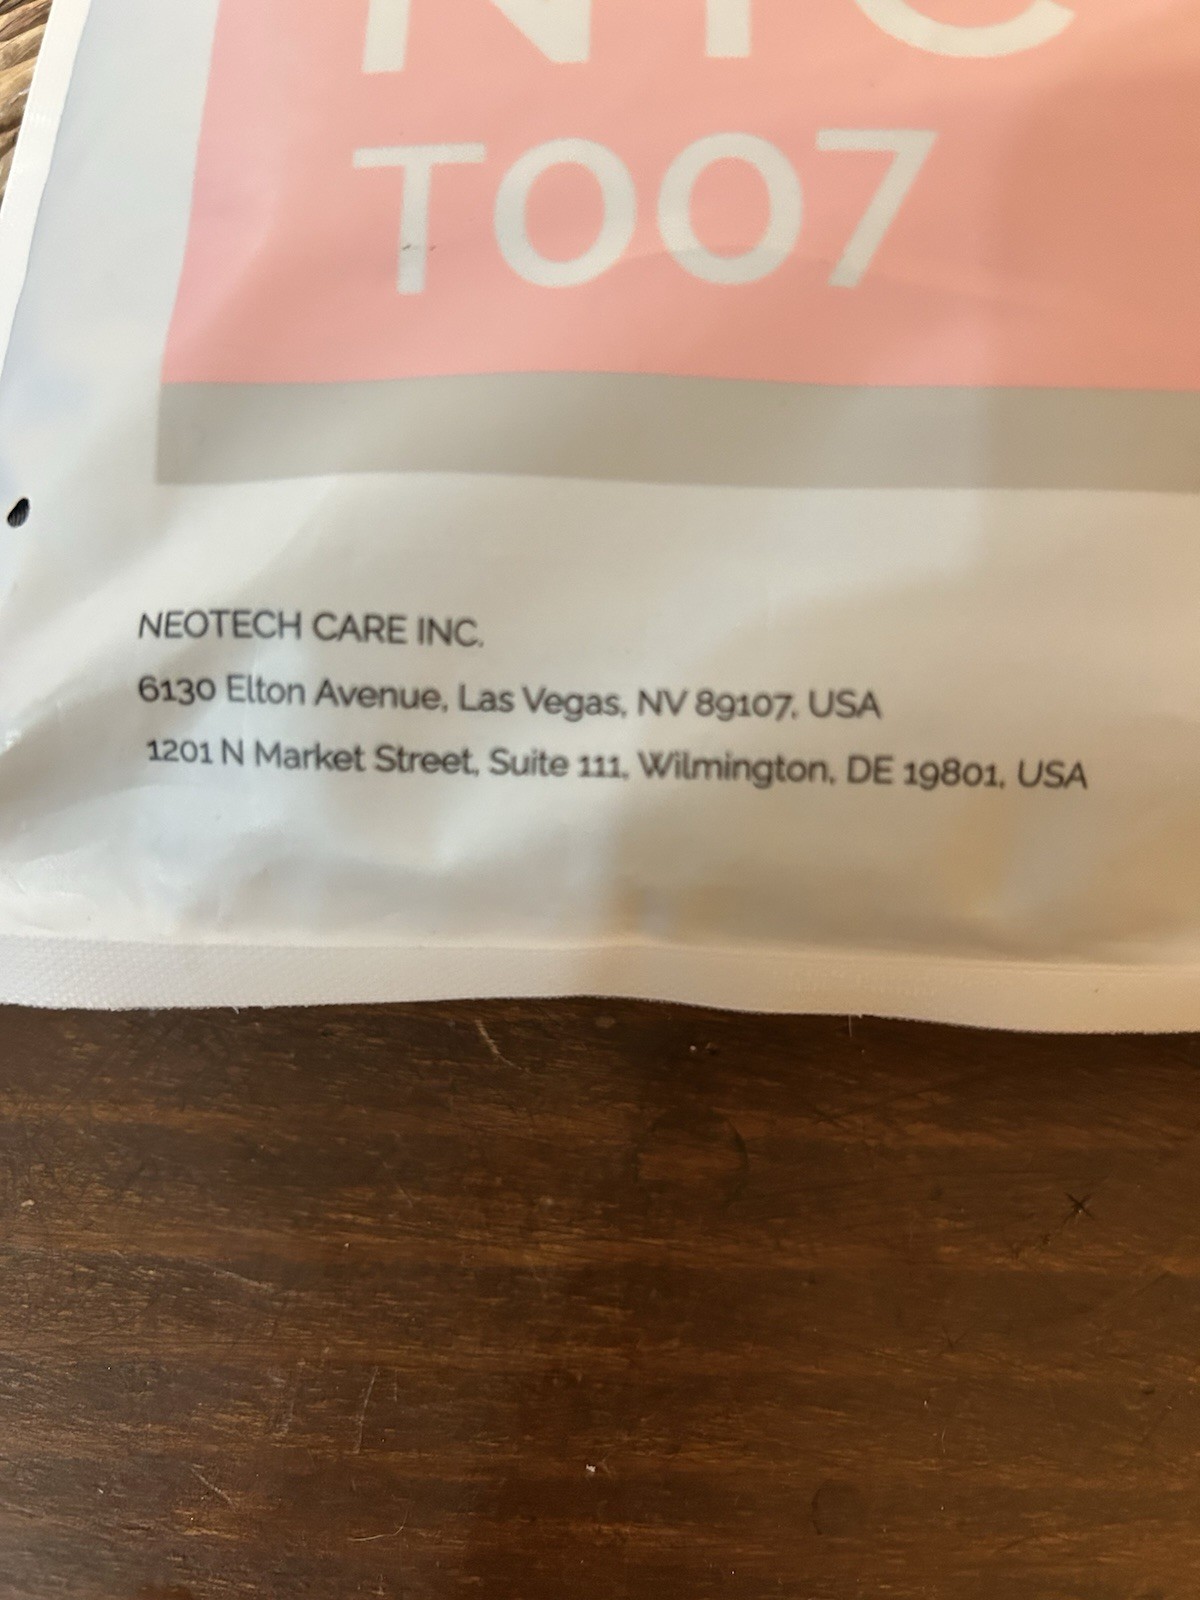 NTC
T007
NEOTECH CARE INC.
6130 Elton Avenue, Las Vegas, NV 89107, USA
1201 N Market Street, Suite 111, Wilmington, DE 19801, USA